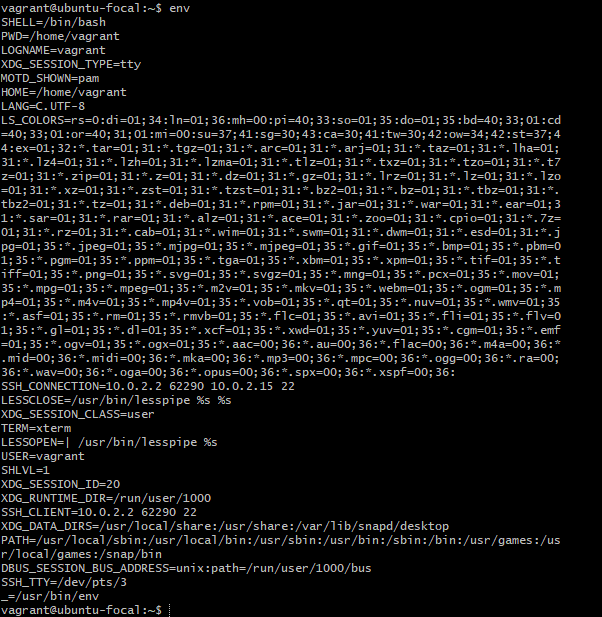 vagrant@ubuntu-focal:~$ env
SHELL=/bin/bash
PWD=/home/vagrant
LOGNAME=vagrant
XDG_SESSION_TYPE=tty
MOTD_SHOWN=pam
HOME=/home/vagrant
LANG=C.UTF-8
LS_COLORS=rs=0:di=01;34:ln=01;36:mh=00:pi=40;33:so=01;35:do=01;35:bd=40;33;01:cd
=40;33;01:or=40;31;01:mi=00:su=37;41:sg=30;43:ca=30;41:tw=30;42:ow=34;42:st=37;4
4:ex=01;32:*.tar=01;31:*.tgz=01;31:*.arc=01;31:*.arj=01;31:*.taz=01;31:*.lha=01;
31:*.lz4=01;31:*.lzh=01;31:*.lzma=01;31:*.tlz=01;31:*.txz=01;31:*.tzo=01;31:*.t7
z=01;31:*.zip=01;31:*.z=01;31:*.dz=01;31:*.gz=01;31:*.lrz=01;31:*.lz=01;31:*.lzo
=01;31:*.xz=01;31:*.zst=01;31:*.tzst=01;31:*.bz2=01;31:*.bz=01;31:*.tbz=01;31:*.
tbz2=01;31:*.tz=01;31:*.deb=01;31:*.rpm=01;31:*.jar=01;31:*.war=01;31:*.ear=01;3
1:*.sar=01;31:*.rar=01;31:*.alz=01;31:*.ace=01;31:*.zoo=01;31:*.cpio=01;31:*.7z=
01;31:*.rz=01;31:*.cab=01;31:*.wim=01;31:*.swm=01;31:*.dwm=01;31:*.esd=01;31:*.j
pg=01;35:*.jpeg=01;35:*.mjpg=01;35:*.mjpeg=01;35:*.gif=01;35:*.bmp=01;35:*.pbm=0
1;35:*.pgm=01;35:*.ppm=01;35:*.tga=01;35:*.xbm=01;35:*.xpm=01;35:*.tif=01;35:*.t
iff=01;35:*.png=01;35:*.svg=01;35:*.svgz=01;35:*.mng=01;35:*.pcx=01;35:*.mov=01;
35:*.mpg=01;35:*.mpeg=01;35:*.m2v=01;35:*.mkv=01;35:*.webm=01;35:*.ogm=01;35:*.m
p4=01;35:*.m4v=01;35:*.mp4v=01;35:*.vob=01;35:*.qt=01;35:*.nuv=01;35:*.wmv=01;35
:*.asf=01;35:*.rm=01;35:*.rmvb=01;35:*.flc=01;35:*.avi=01;35:*.fli=01;35:*.flv=0
1;35:*.gl=01;35:*.dl=01;35:*.xcf=01;35:*.xwd=01;35:*.yuv=01;35:*.cgm=01;35:*.emf
=01;35:*.ogv=01;35:*.ogx=01;35:*.aac=00;36:*.au=00;36:*.flac=00;36:*.m4a=00;36:*
.mid=00;36:*.midi=00;36:*.mka=00;36:*.mp3=00;36:*.mpc=00;36:*.ogg=00;36:*.ra=00;
36:*.wav=00;36:*.oga=00;36:*.opus=00;36:*.spx=00;36:*.xspf=00;36:
SSH_CONNECTION=10.0.2.2 62290 10.0.2.15 22
LESSCLOSE=/usr/bin/lesspipe %s %s
XDG_SESSION_CLASS=user
TERM=xterm
LESSOPEN=| /usr/bin/lesspipe %s
USER=vagrant
SHLVL=1
XDG_SESSION_ID=20
XDG_RUNTIME_DIR=/run/user/1000
SSH_CLIENT=10.0.2.2 62290 22
XDG_DATA_DIRS=/usr/local/share:/usr/share:/var/lib/snapd/desktop
PATH=/usr/local/sbin:/usr/local/bin:/usr/sbin:/usr/bin:/sbin:/bin:/usr/games:/us
r/local/games:/snap/bin
DBUS_SESSION_BUS_ADDRESS=unix:path=/run/user/1000/bus
SSH_TTY=/dev/pts/3
_=/usr/bin/env
vagrant@ubuntu-focal:~$